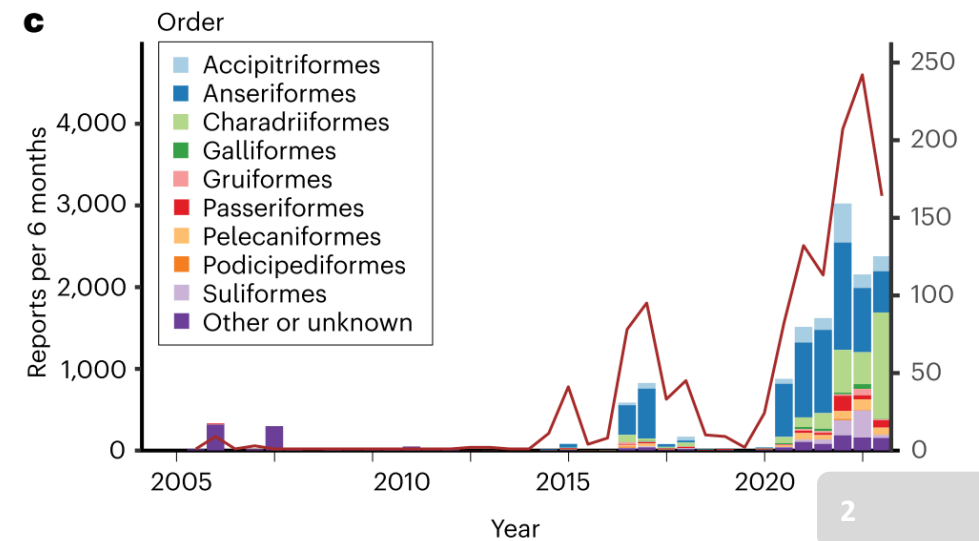 c
Order
Accipitriformes
Anseriformes
Charadriiformes
Galliformes
Gruiformes
Passeriformes
Pelecaniformes
Podicipediformes
Suliformes
Other or unknown
Reports per 6 months
4,000
3,000
2,000
1,000
0
250
200
150
100
50
0
2005 2010 2015 2020
Year
2